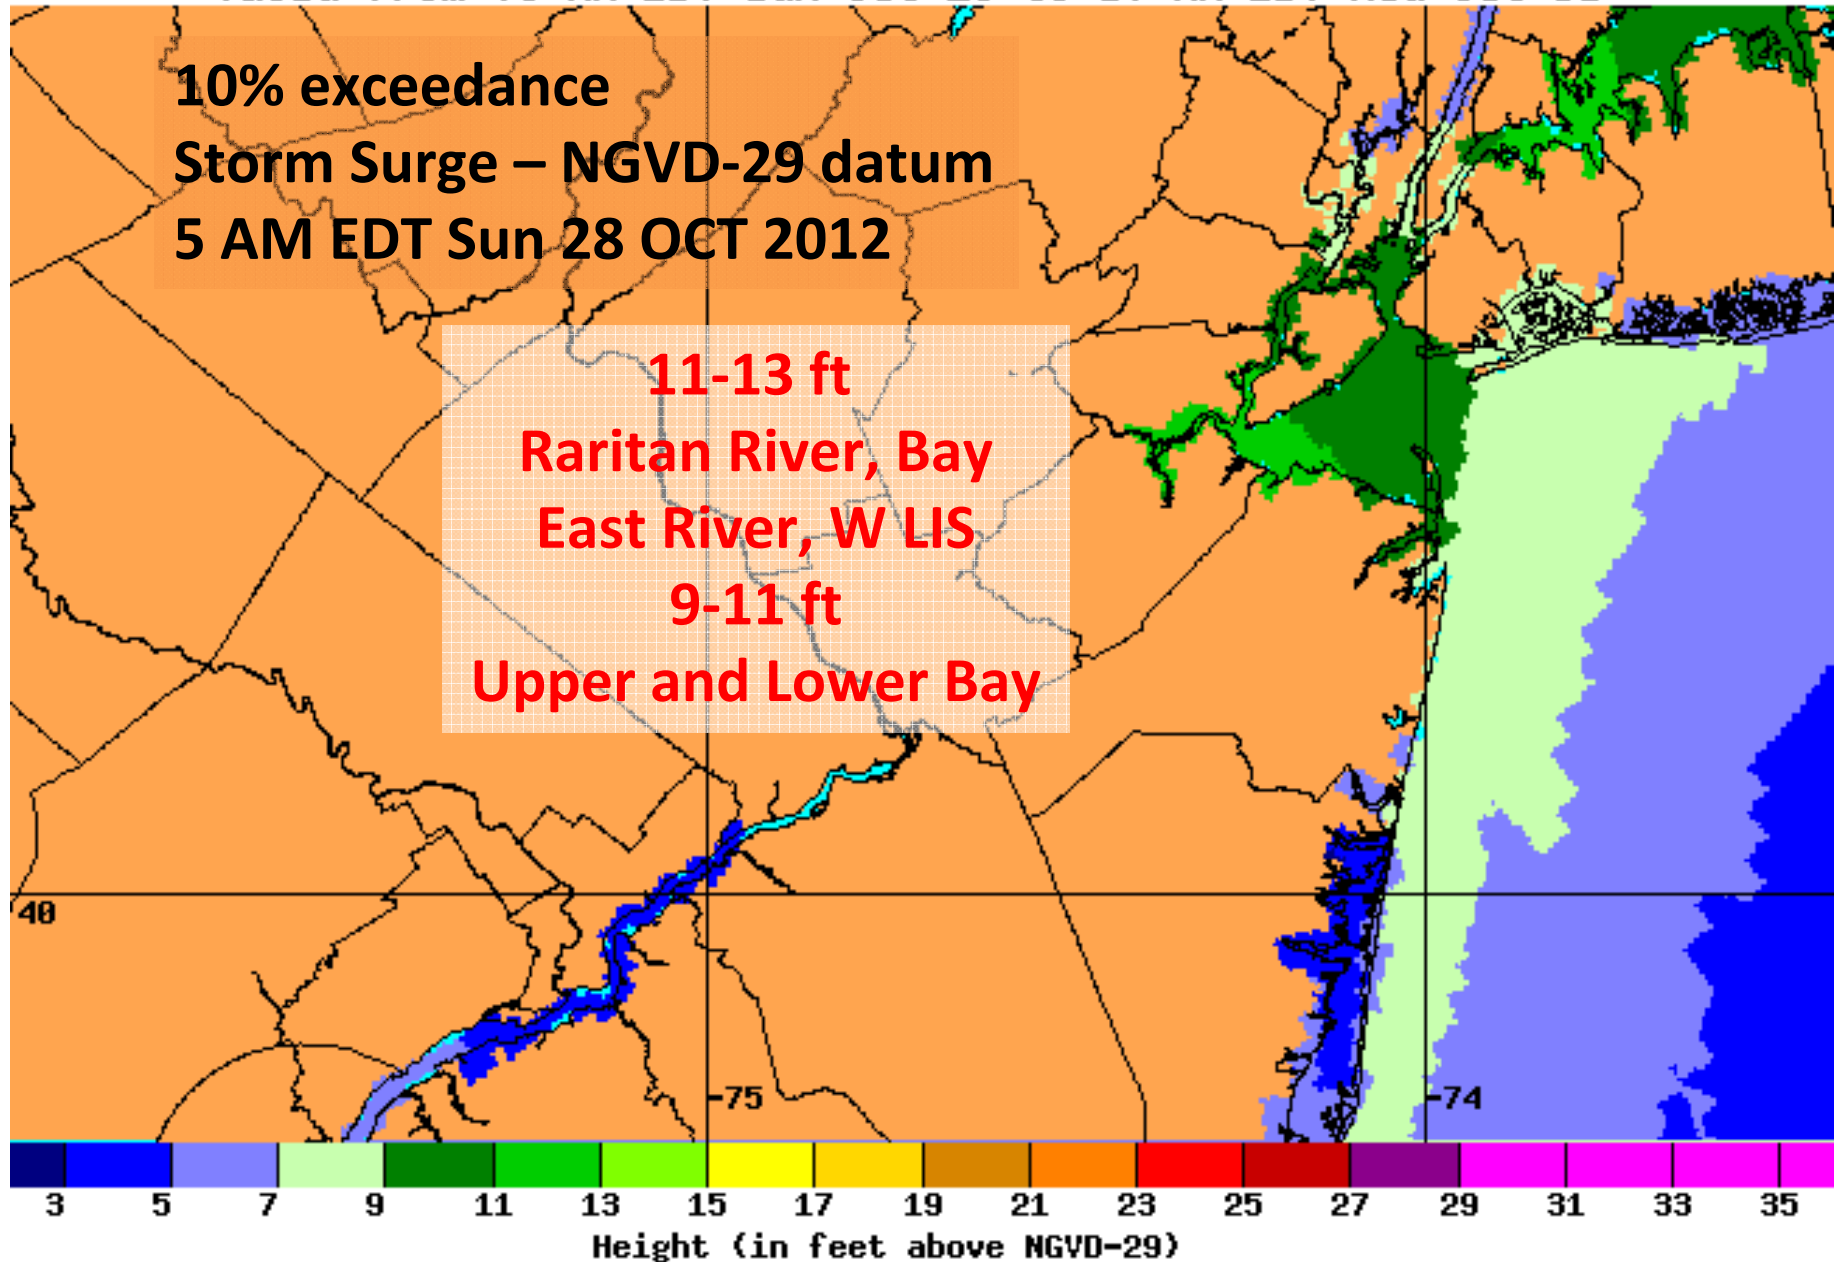 10% exceedance
Storm Surge – NGVD-29 datum
5 AM EDT Sun 28 OCT 2012
11-13 ft
Raritan River, Bay
East River, W LIS
9-11 ft
Upper and Lower Bay
40
-75
-74
3 5 7 9 11 13 15 17 19 21 23 25 27 29 31 33 35
Height (in feet above NGVD-29)